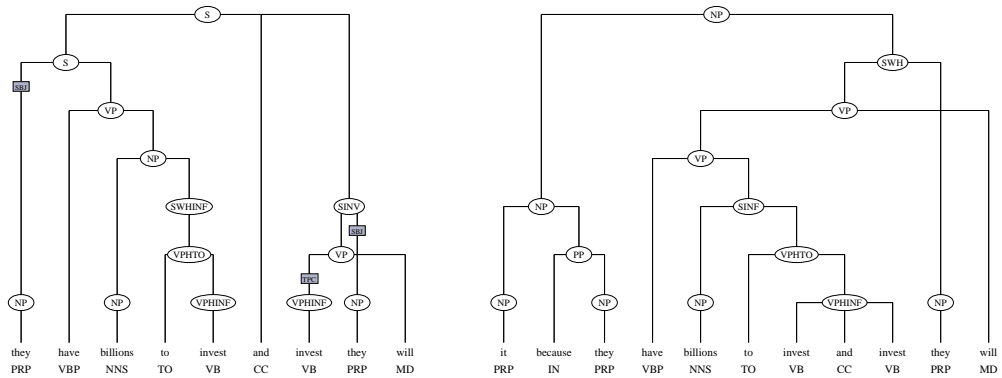 S NP
S SWH
SBJ
VP VP
NP VP
SWHINF SINV NP SINF
SBJ
VPHTO VP PP VPHTO
TPC
NP NP VPHINF VPHINF NP NP NP NP VPHINF NP
they have billions to invest and invest they will it because they have billions to invest and invest they will
PRP VBP NNS TO VB CC VB PRP MD PRP IN PRP VBP NNS TO VB CC VB PRP MD